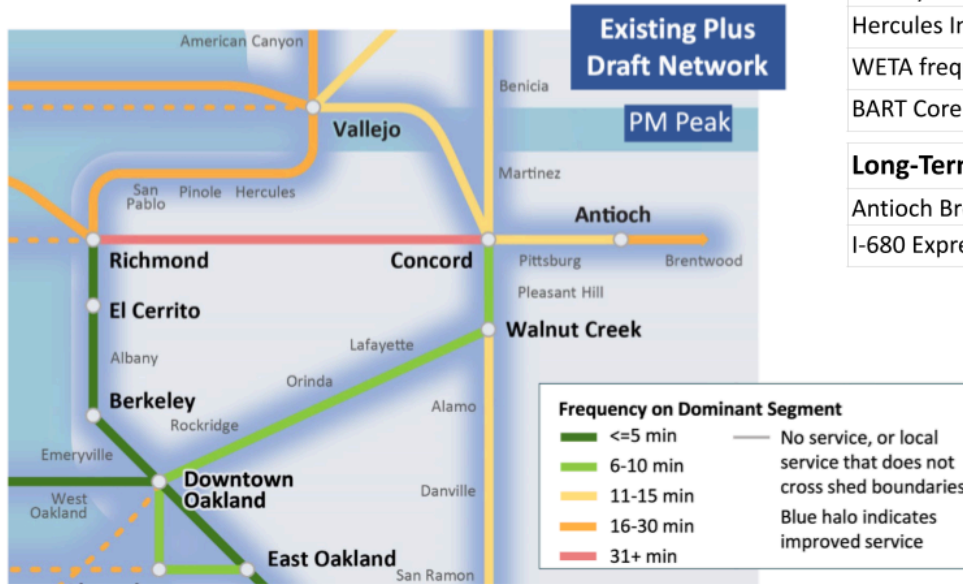 Existing Plus
Draft Network
PM Peak
American Canyon
Benicia
Vallejo
Martinez
San
Pablo
Pinole
Hercules
Antioch
Richmond
Concord
Pittsburg
Brentwood
Pleasant Hill
El Cerrito
Walnut Creek
Lafayette
Albany
Orinda
Berkeley
Alamo
Rockridge
Emeryville
Downtown
Oakland
West
Oakland
Danville
East Oakland
San Ramon
Frequency on Dominant Segment
<=5 min
6-10 min
11-15 min
16-30 min
31+ min
No service, or local
service that does not
cross shed boundaries
Blue halo indicates
improved service
Hercules In
WETA freq
BART Core
Long-Terr
Antioch Br
I-680 Expre